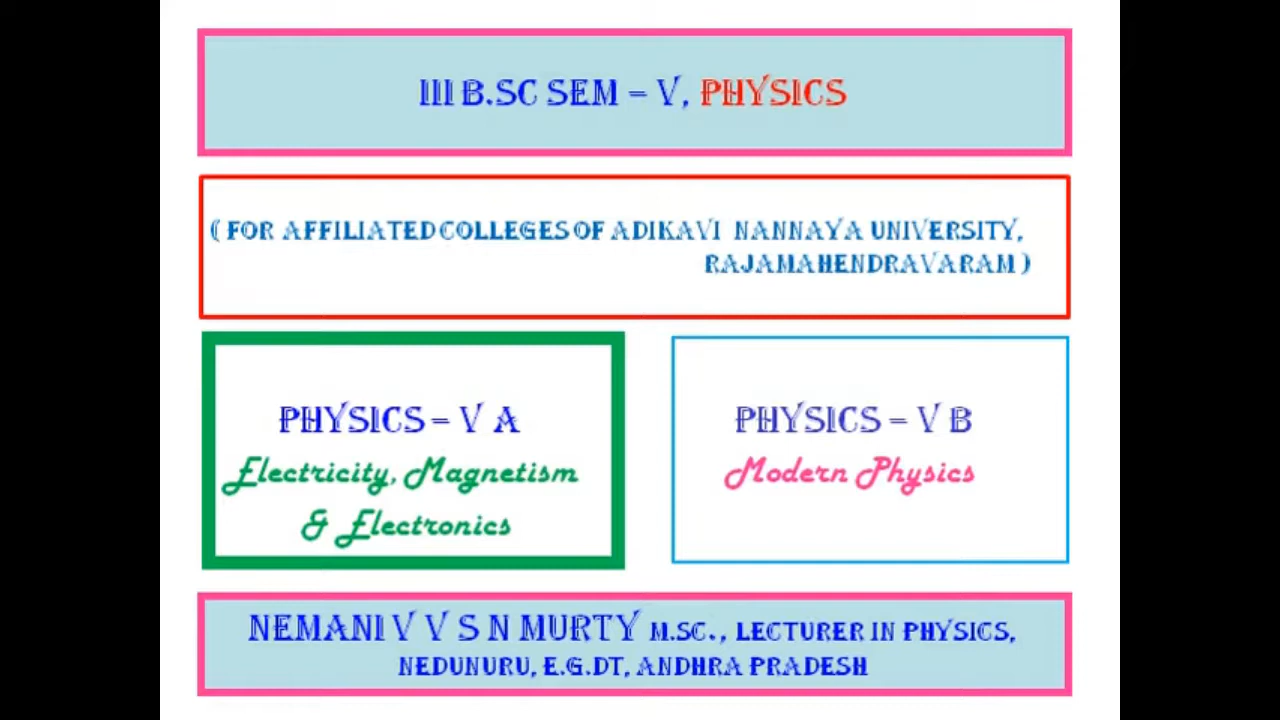 III B.SC SEM – V, PHYSICS
( FOR AFFILIATED COLLEGES OF ADIKAVI NANNAYA UNIVERSITY,
RAJAMAHENDRAVARAM )
PHYSICS – V A
Electricity, Magnetism
& Electronics
PHYSICS – V B
Modern Physics
NEMANI V V S N MURTY M.SC., LECTURER IN PHYSICS,
NEDUNURU, E.G.DT, ANDHRA PRADESH